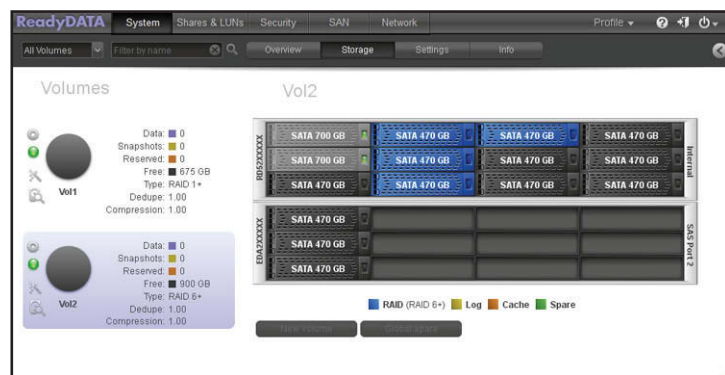 ReadyDATA System Shares & LUNs Security SAN Network Profile
All Volumes Filter by name Overview Storage Settings Info
Volumes
Data: 0
Snapshots: 0
Reserved: 0
Free: 675 GB
Type: RAID 1+
Dedupe: 1.00
Compression: 1.00
Vol1
Data: 0
Snapshots: 0
Reserved: 0
Free: 900 GB
Type: RAID 6+
Dedupe: 1.00
Compression: 1.00
Vol2
Vol2
RD52XXXXX
SATA 700 GB SATA 470 GB SATA 470 GB SATA 470 GB
SATA 700 GB SATA 470 GB SATA 470 GB SATA 470 GB
SATA 470 GB SATA 470 GB SATA 470 GB SATA 470 GB
Internal
EDA2XXXXX
SATA 470 GB
SATA 470 GB
SATA 470 GB
SAS Port 2
RAID (RAID 6+) Log Cache Spare
New Volume Global spare